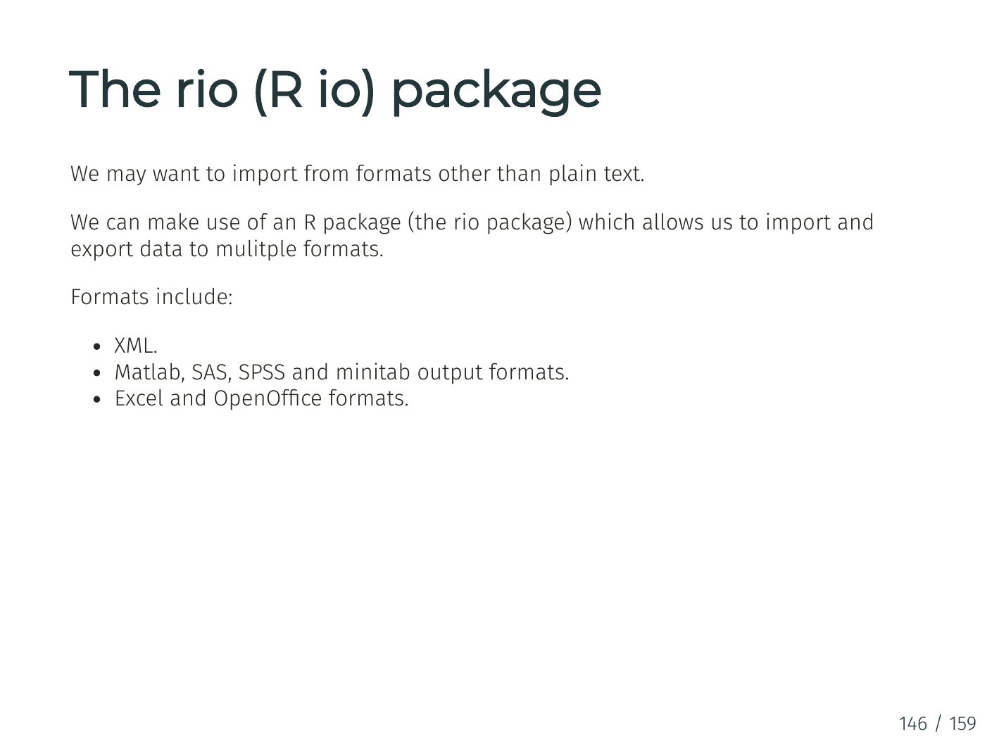 The rio (R io) package
We may want to import from formats other than plain text.
We can make use of an R package (the rio package) which allows us to import and
export data to mulitple formats.
Formats include:
• XML.
• Matlab, SAS, SPSS and minitab output formats.
• Excel and OpenOffice formats.
146 / 159